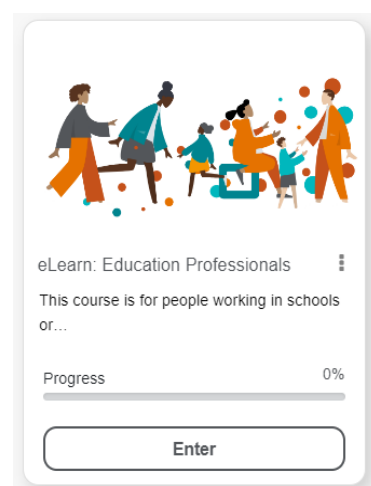 eLearn: Education Professionals
This course is for people working in schools
or...
Progress
0%
Enter